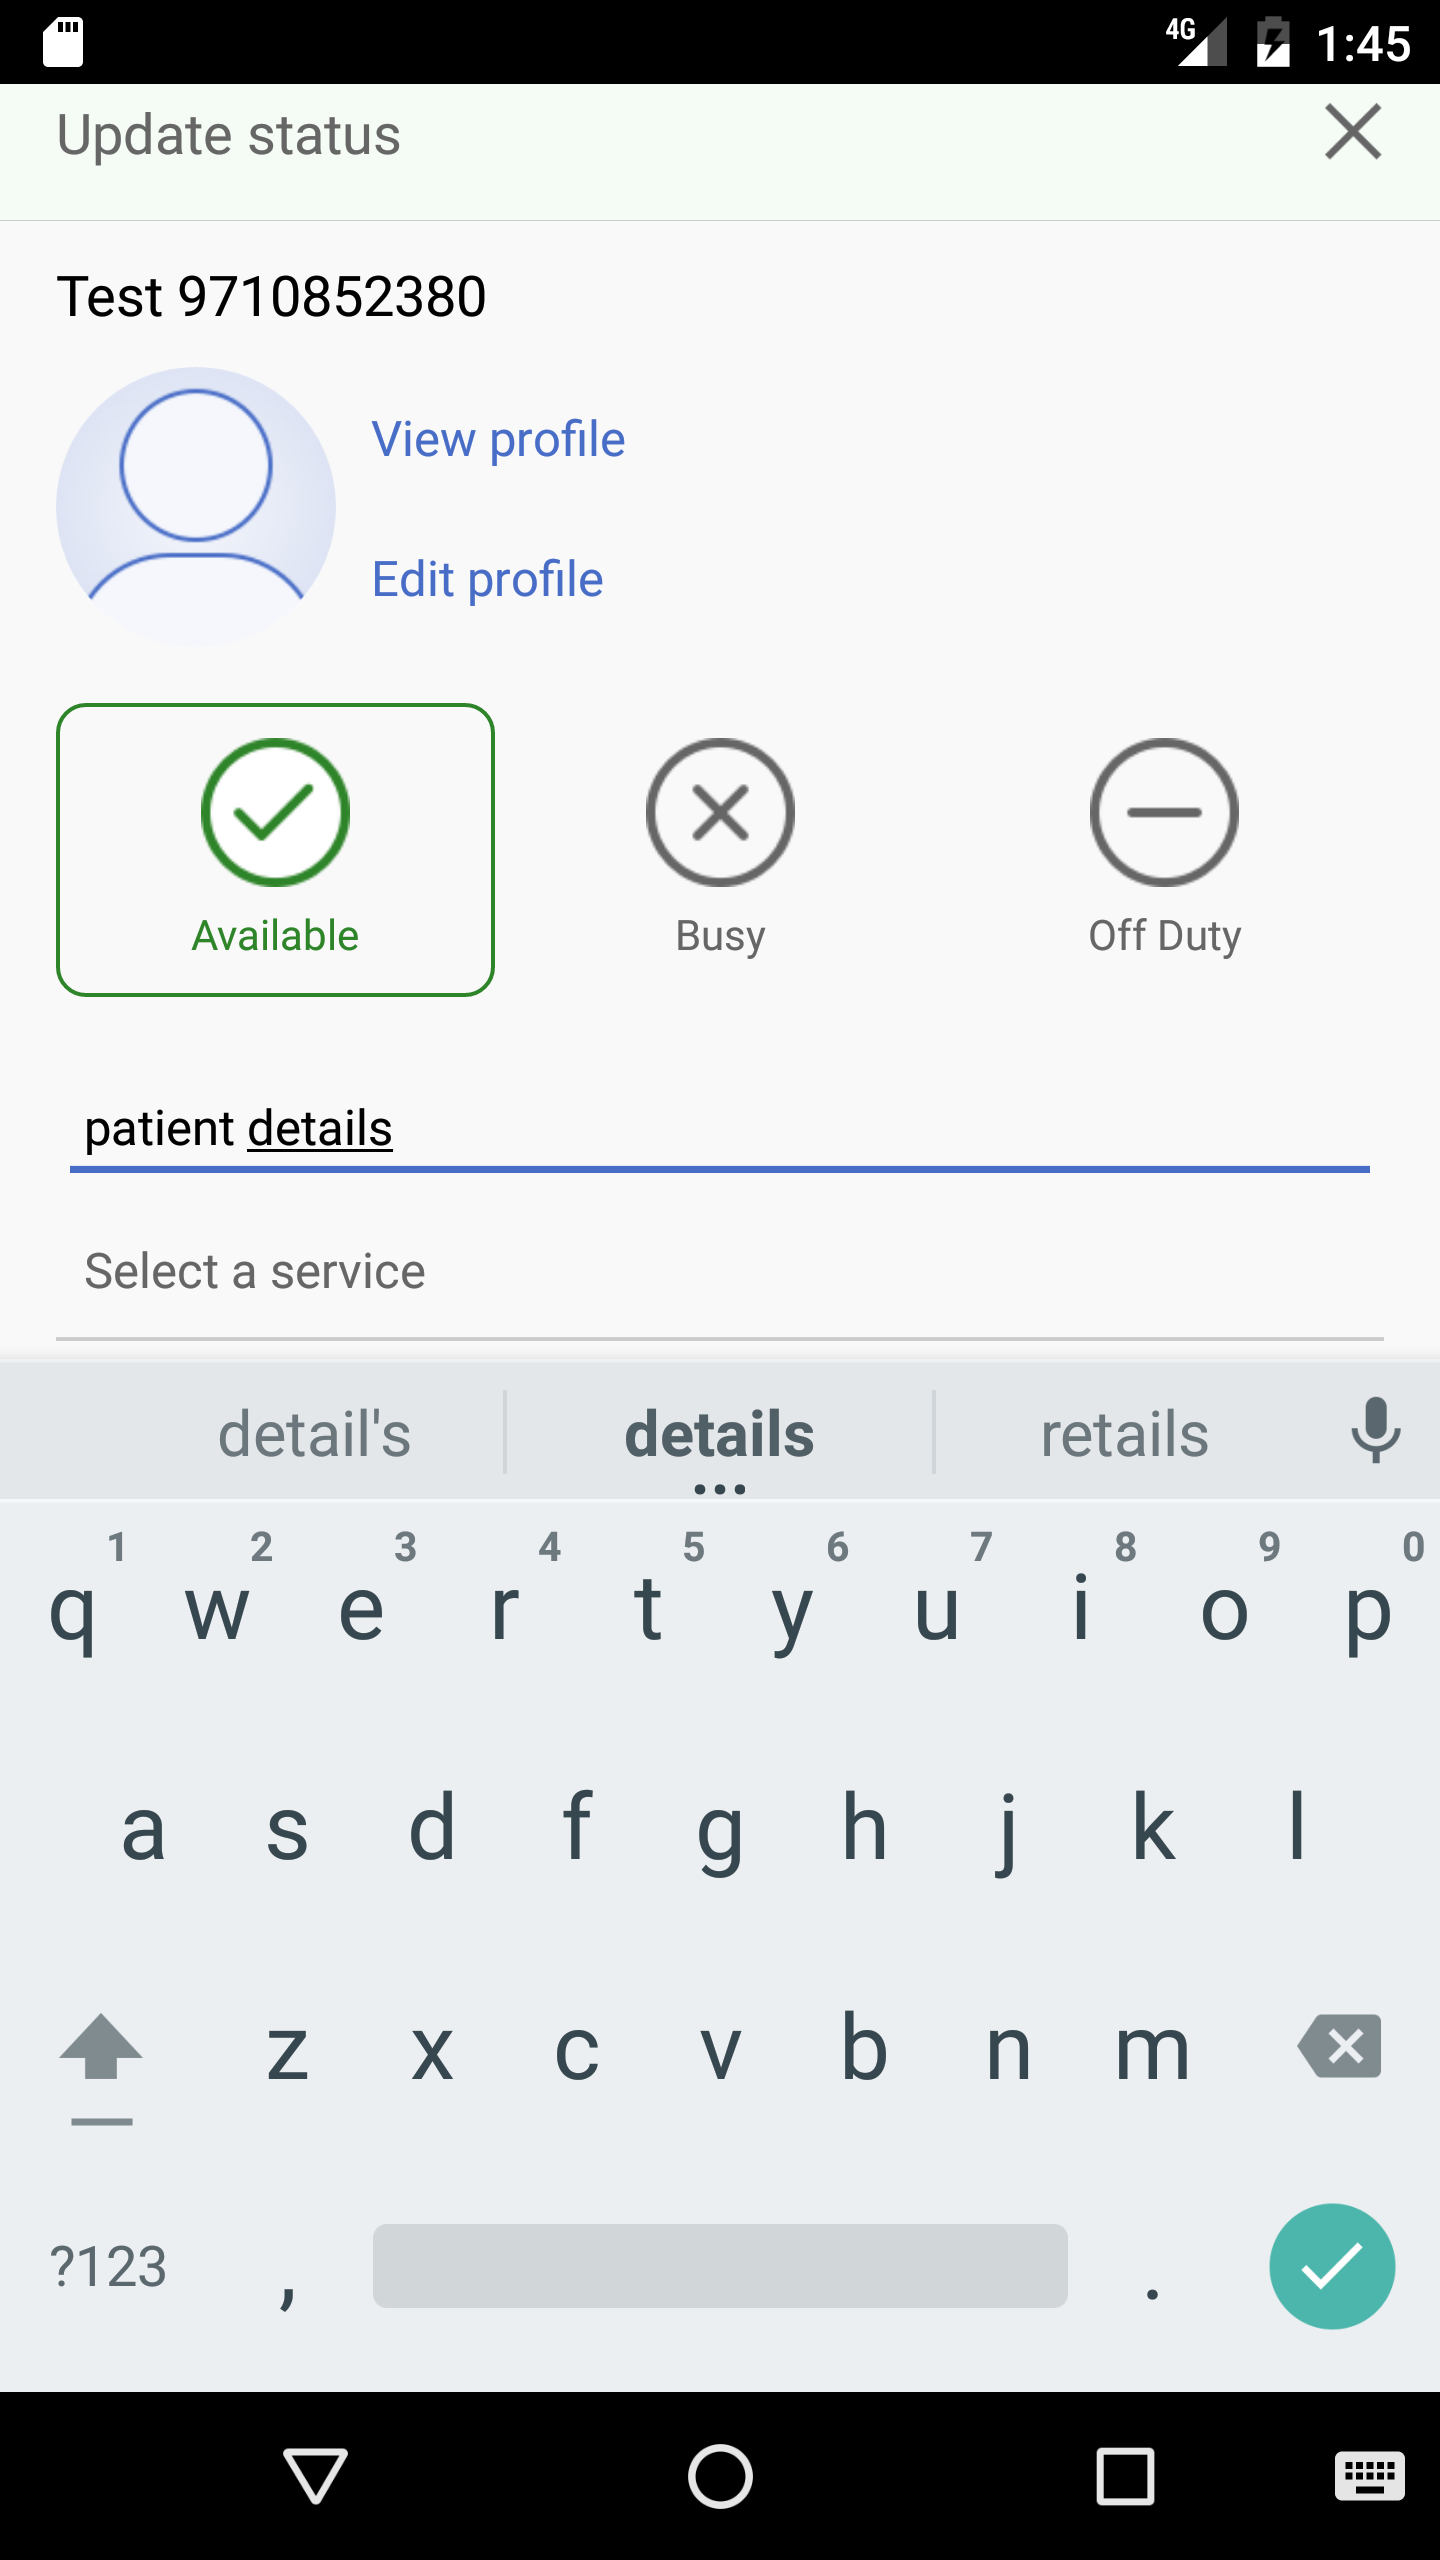 4G 1:45
Update status
Test 9710852380
View profile
Edit profile
Available Busy Off Duty
patient details
Select a service
detail's details retails
1 2 3 4 5 6 7 8 9 0
q w e r t y u i o p
a s d f g h j k l
z x c v b n m
?123 , .